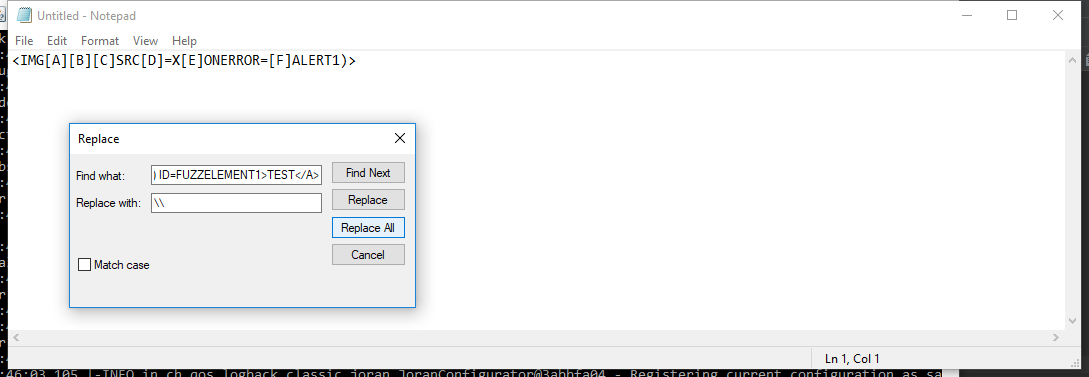 Untitled - Notepad
File Edit Format View Help
<IMG[A][B][C]SRC[D]=X[E]ONERROR=[F]ALERT1)>
Replace
Find what: )ID=FUZZELEMENT1>TEST</A> Find Next
Replace with: \\ Replace
Replace All
Match case Cancel
Ln 1, Col 1
:46:03,105 |-INFO in ch.qos.logback.classic.joran.JoranConfigurator@3abbfa04 - Registering current configuration as sa